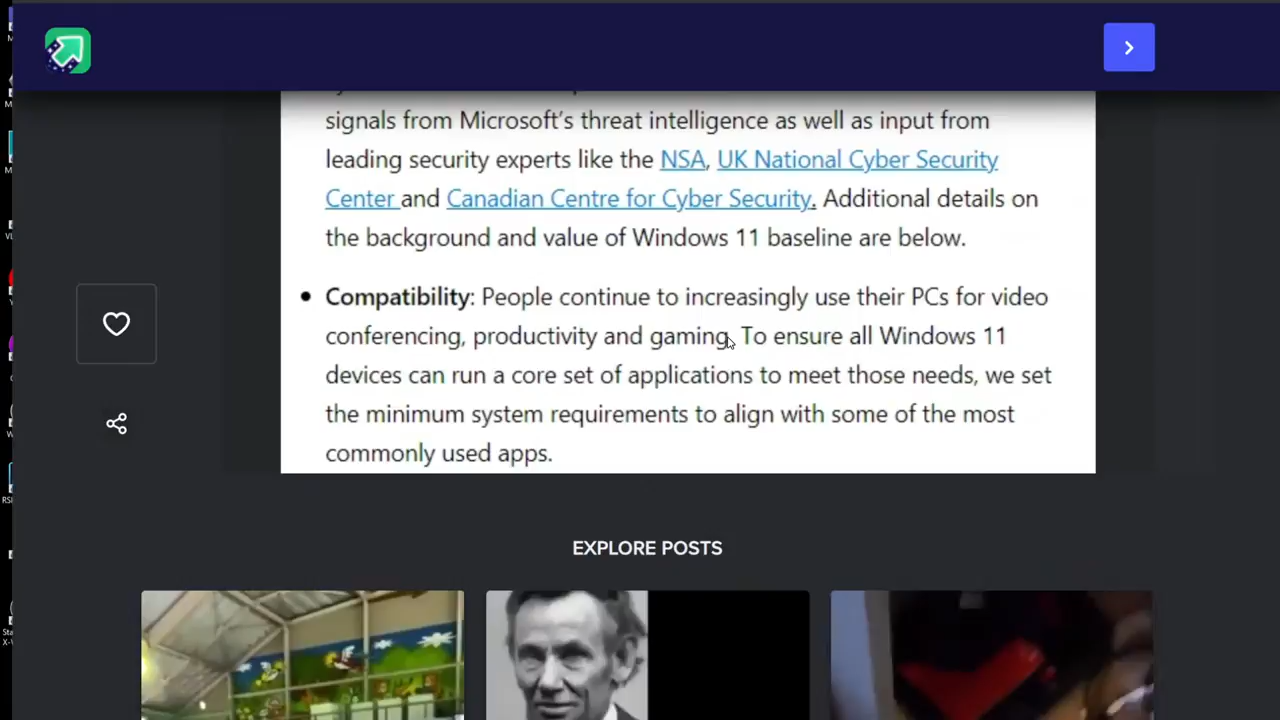 signals from Microsoft's threat intelligence as well as input from
leading security experts like the NSA, UK National Cyber Security
Center and Canadian Centre for Cyber Security. Additional details on
the background and value of Windows 11 baseline are below.
• Compatibility: People continue to increasingly use their PCs for video
conferencing, productivity and gaming. To ensure all Windows 11
devices can run a core set of applications to meet those needs, we set
the minimum system requirements to align with some of the most
commonly used apps.
EXPLORE POSTS